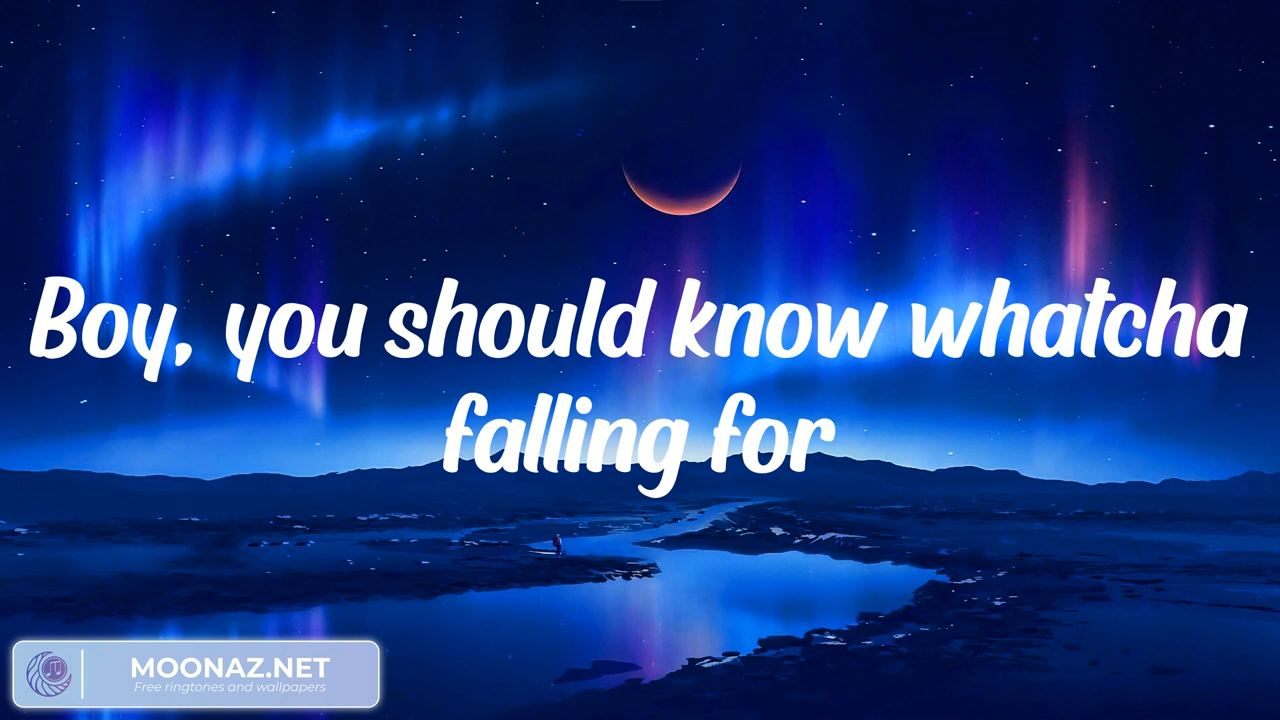 Boy, you should know whatcha
falling for
MOONAZ.NET
Free ringtones and wallpapers